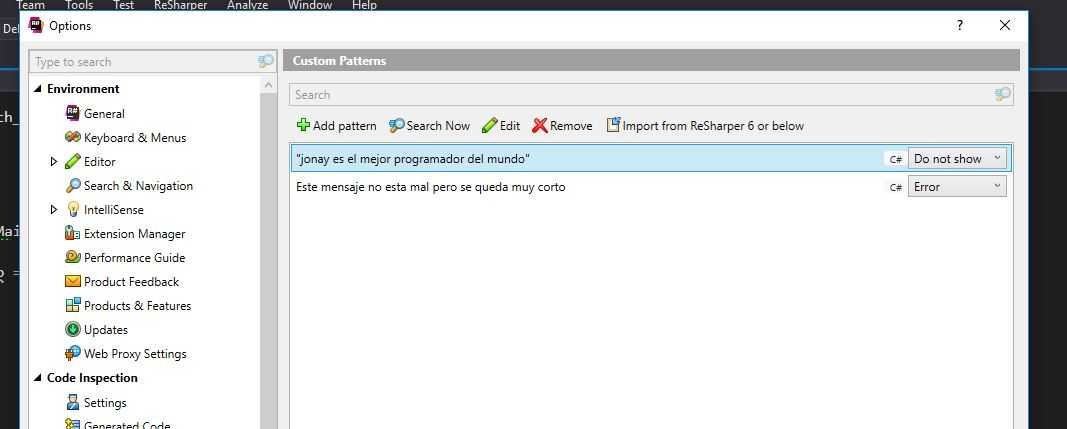 Team Tools Test ReSharper Analyze Window Help
Options
?
Type to search
Custom Patterns
Environment
Search
General
Add pattern Search Now Edit Remove Import from ReSharper 6 or below
Keyboard & Menus
"jonay es el mejor programador del mundo" C# Do not show
Editor
Search & Navigation
Este mensaje no esta mal pero se queda muy corto C# Error
IntelliSense
Extension Manager
Performance Guide
Product Feedback
Products & Features
Updates
Web Proxy Settings
Code Inspection
Settings
Generated Code